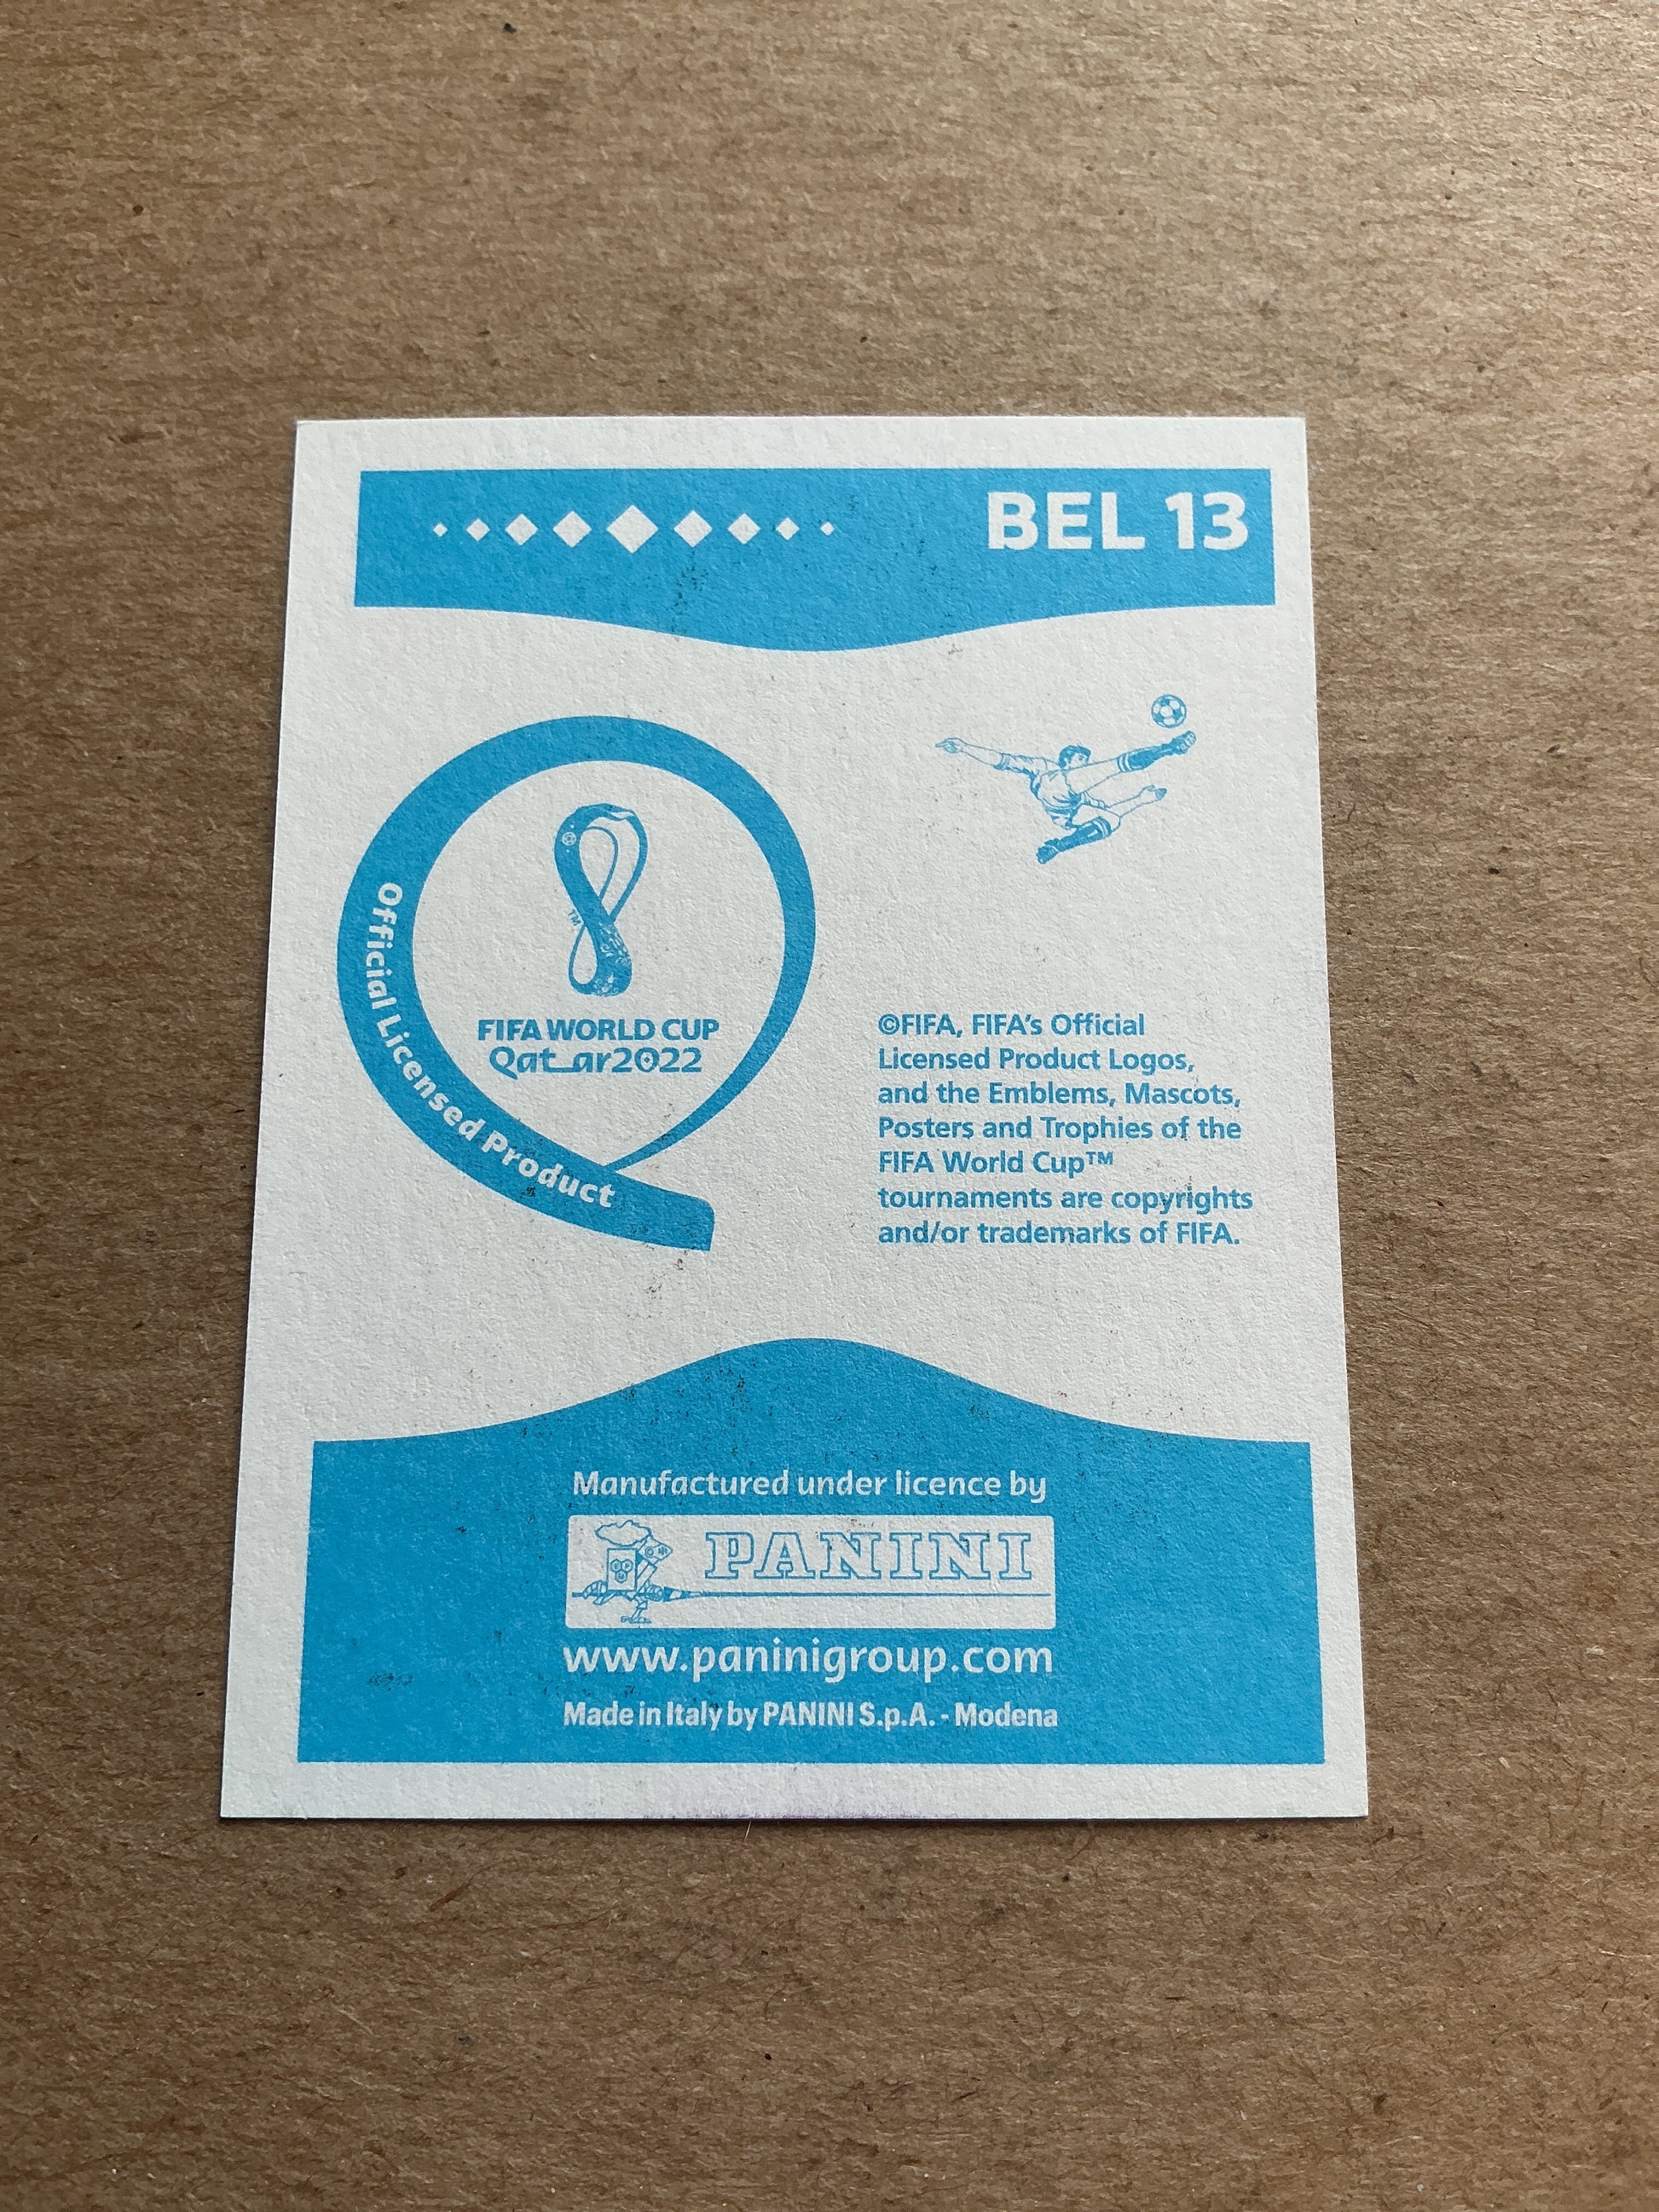 BEL 13
Official Licensed Product
TM
FIFA WORLD CUP
Qatar2022
©FIFA, FIFA's Official
Licensed Product Logos,
and the Emblems, Mascots,
Posters and Trophies of the
FIFA World Cup™
tournaments are copyrights
and/or trademarks of FIFA.
Manufactured under licence by
PANINI
www.paninigroup.com
Made in Italy by PANINI S.p.A. - Modena